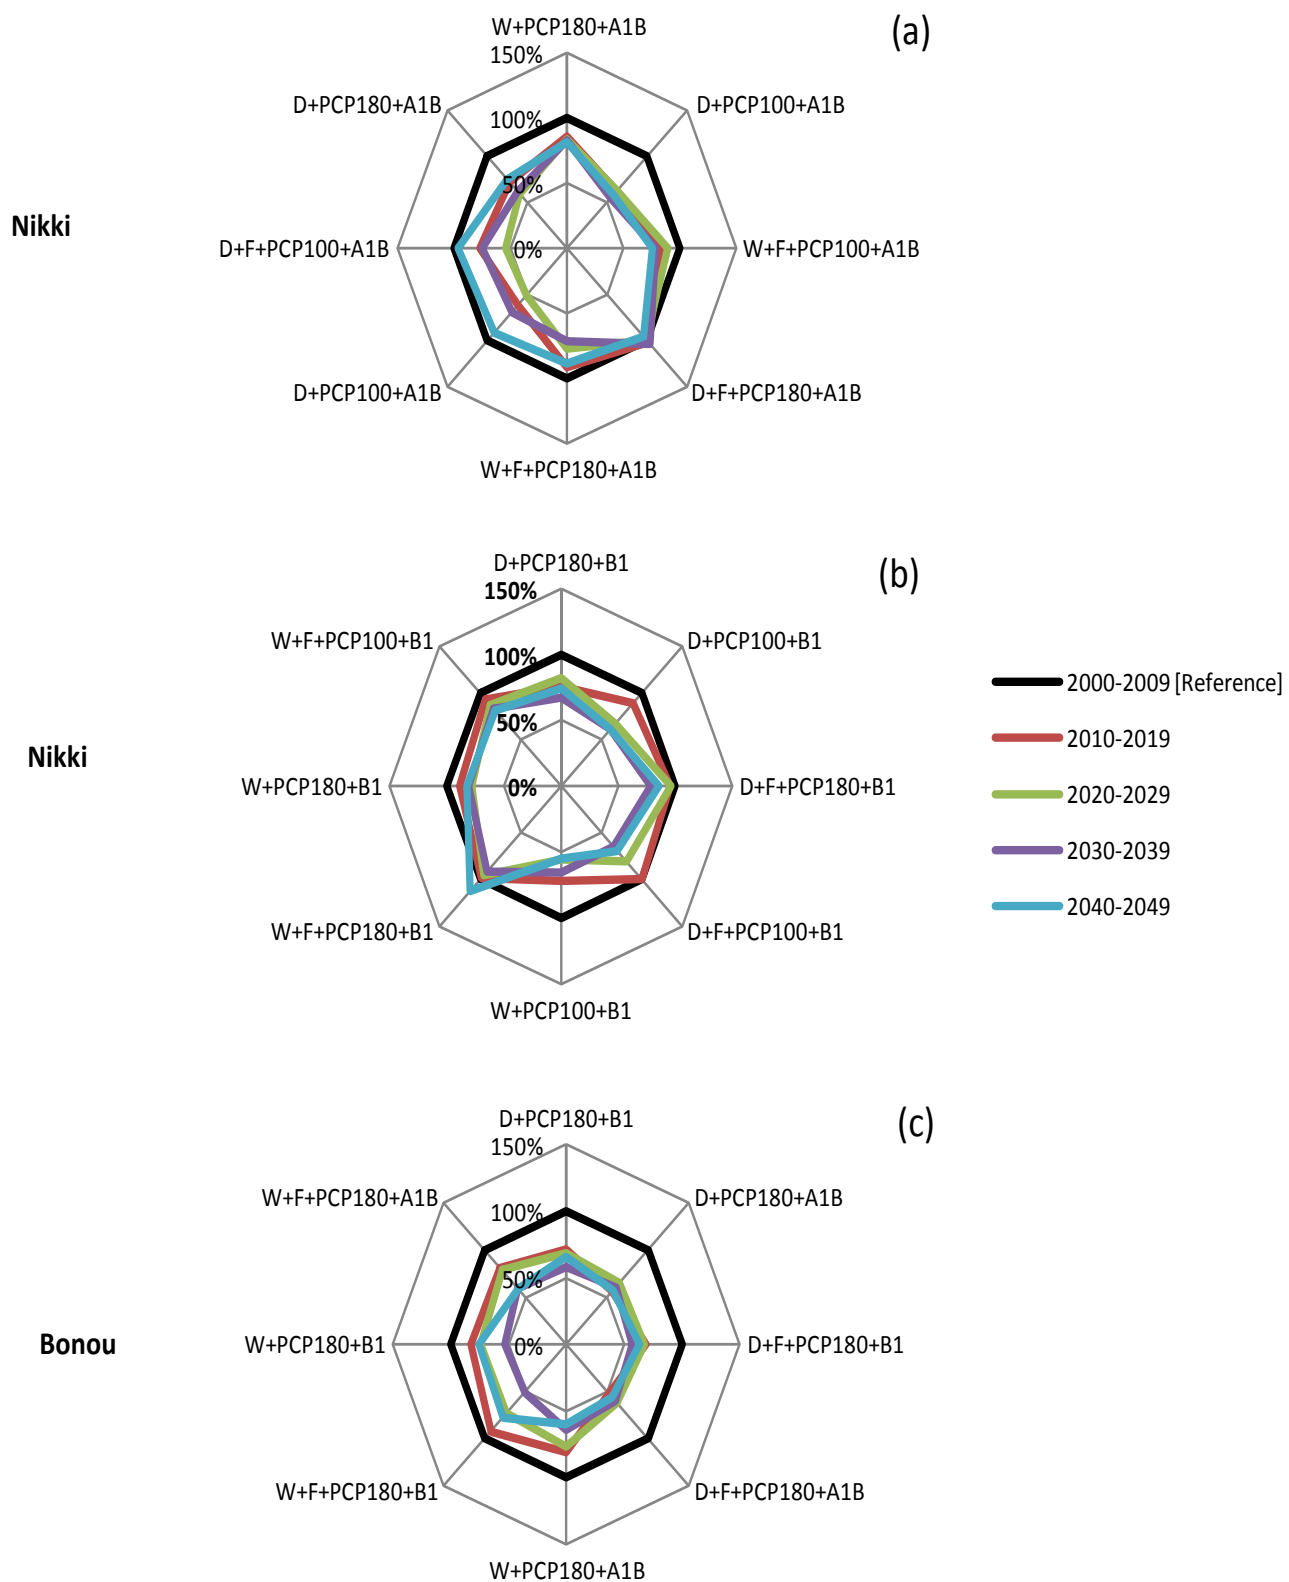 (a)
W+PCP180+A1B
150%
D+PCP180+A1B
D+PCP100+A1B
100%
50%
Nikki
D+F+PCP100+A1B
0%
W+F+PCP100+A1B
D+PCP100+A1B
D+F+PCP180+A1B
W+F+PCP180+A1B
D+PCP180+B1
(b)
150%
W+F+PCP100+B1
D+PCP100+B1
100%
50%
Nikki
W+PCP180+B1
0%
D+F+PCP180+B1
W+F+PCP180+B1
D+F+PCP100+B1
W+PCP100+B1
2000-2009 [Reference]
2010-2019
2020-2029
2030-2039
2040-2049
D+PCP180+B1
(c)
150%
W+F+PCP180+A1B
D+PCP180+A1B
100%
50%
Bonou
W+PCP180+B1
0%
D+F+PCP180+B1
W+F+PCP180+B1
D+F+PCP180+A1B
W+PCP180+A1B